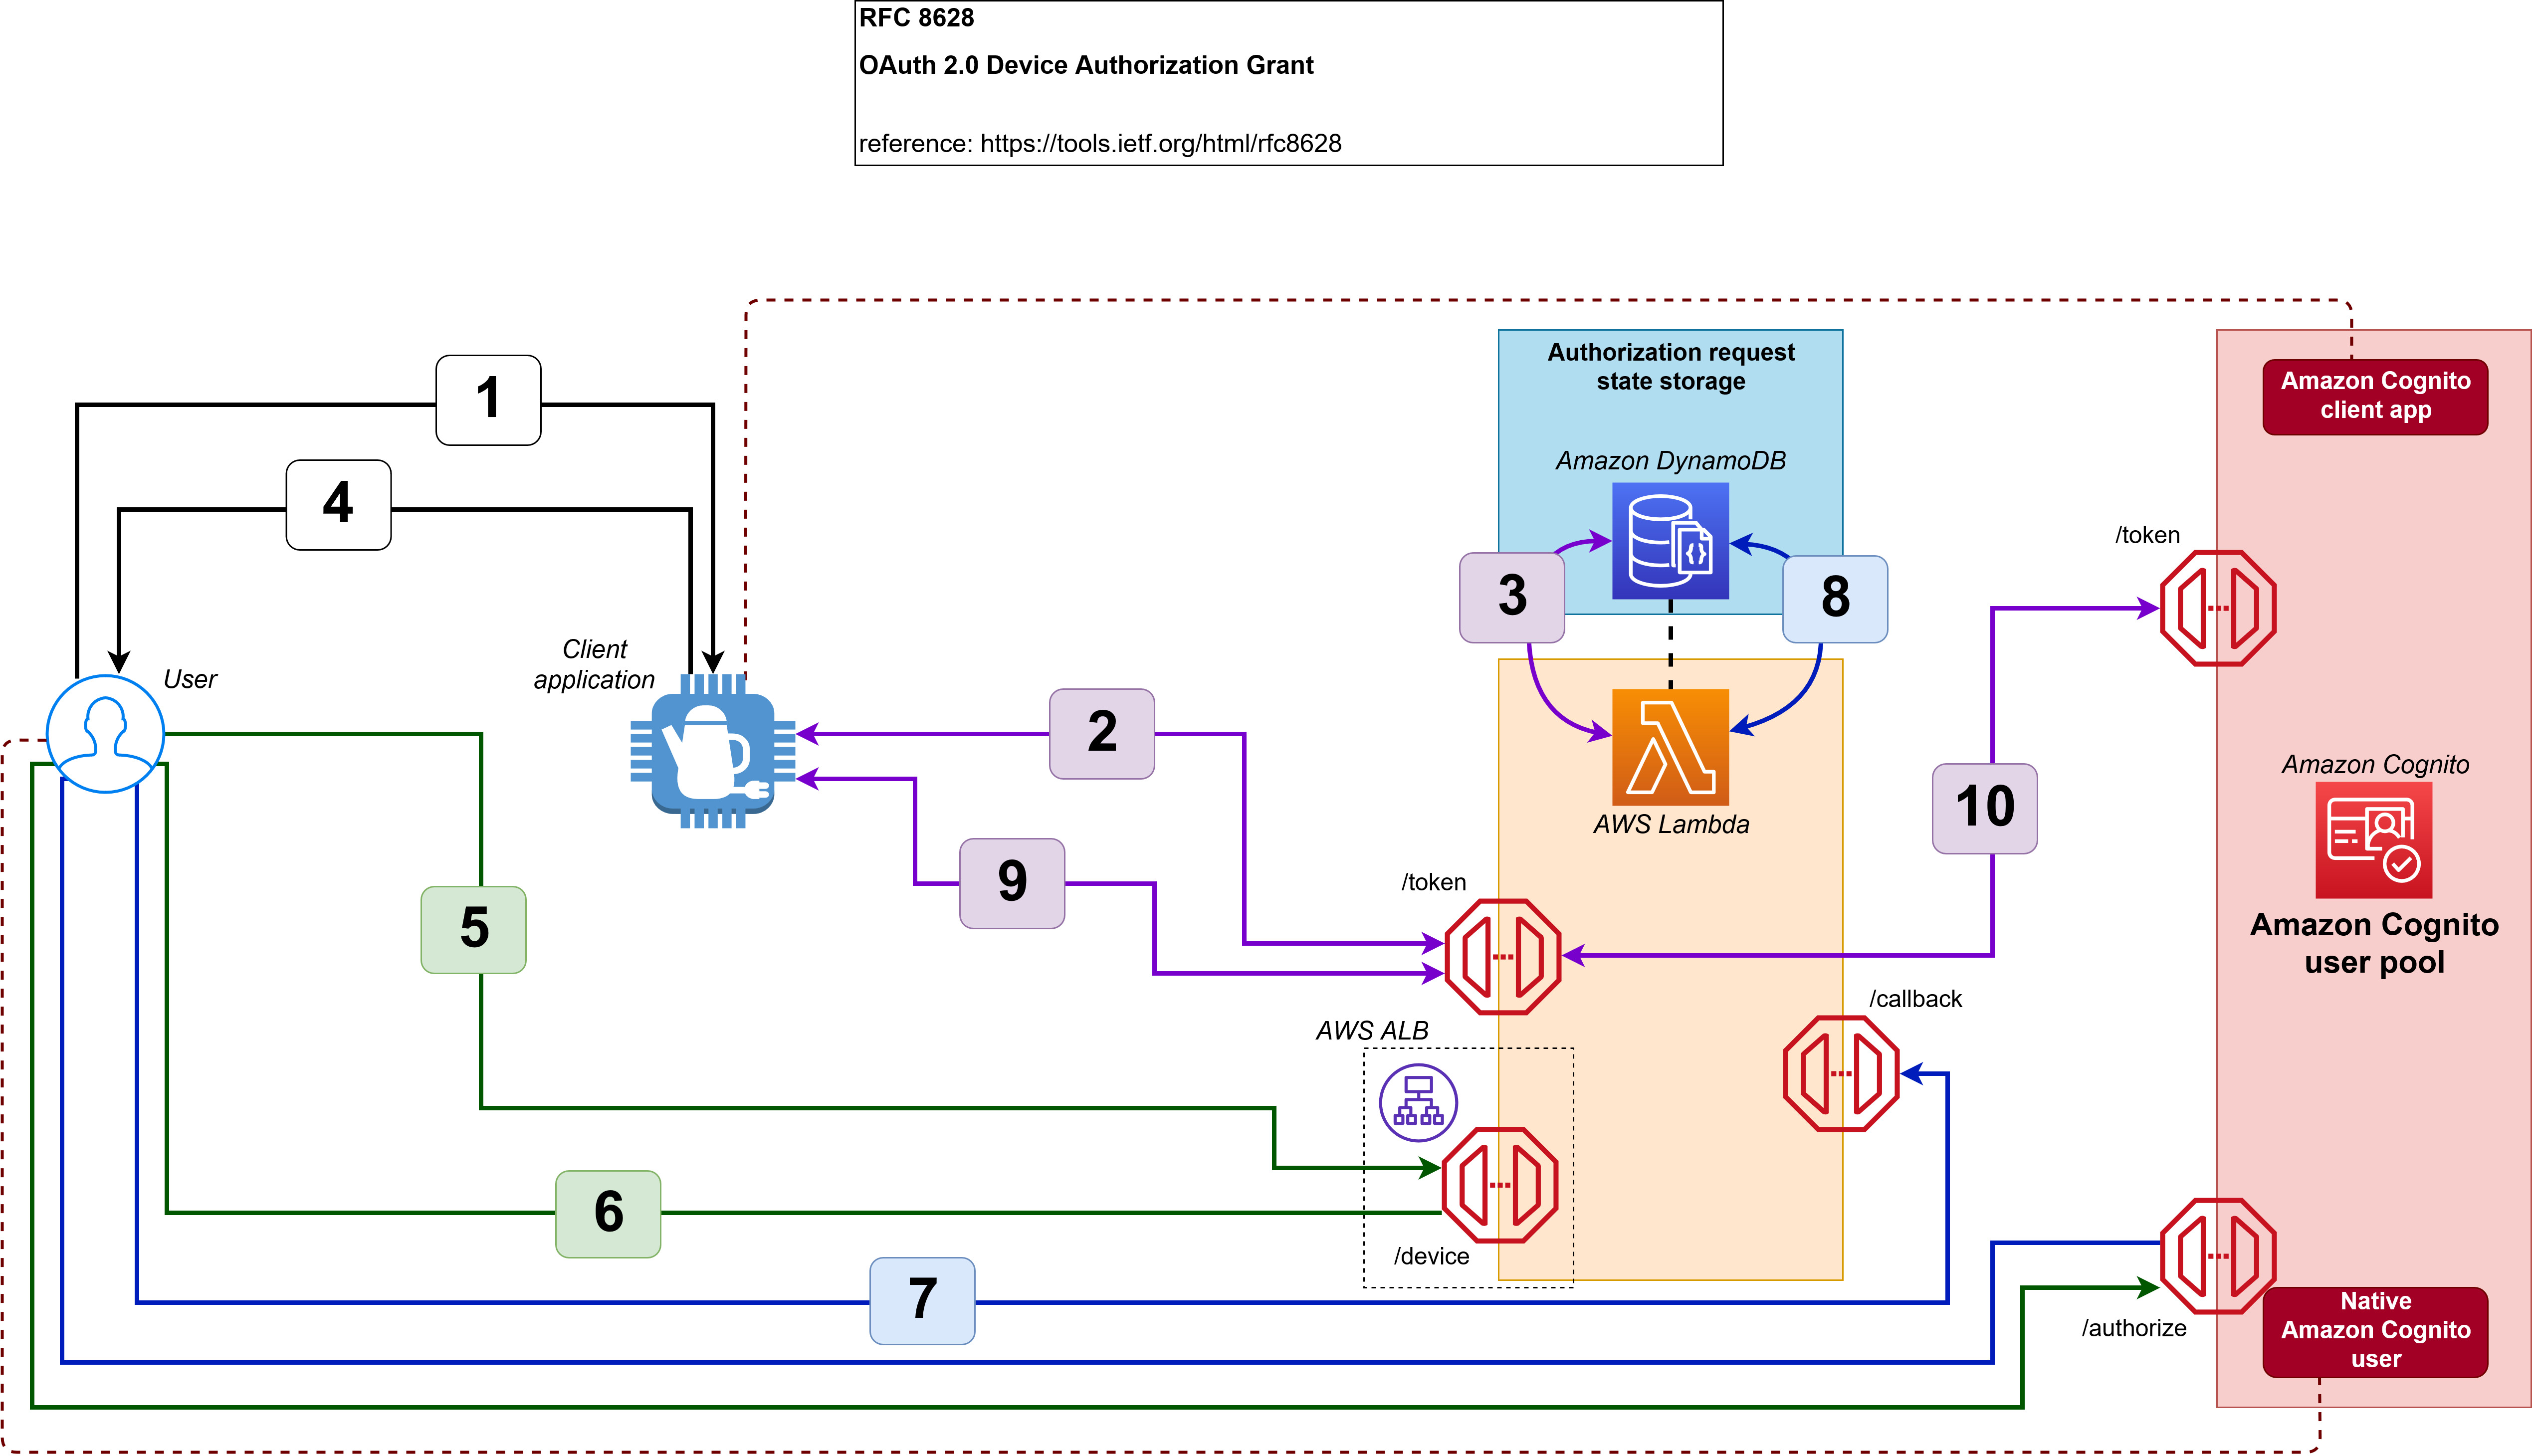 RFC 8628
OAuth 2.0 Device Authorization Grant
reference: https://tools.ietf.org/html/rfc8628
Authorization request
state storage
Amazon Cognito
client app
1
Amazon DynamoDB
4
/token
3
8
Client
application
User
2
10
Amazon Cognito
AWS Lambda
9
/token
5
Amazon Cognito
user pool
/callback
AWS ALB
6
/device
7
/authorize
Native
Amazon Cognito
user